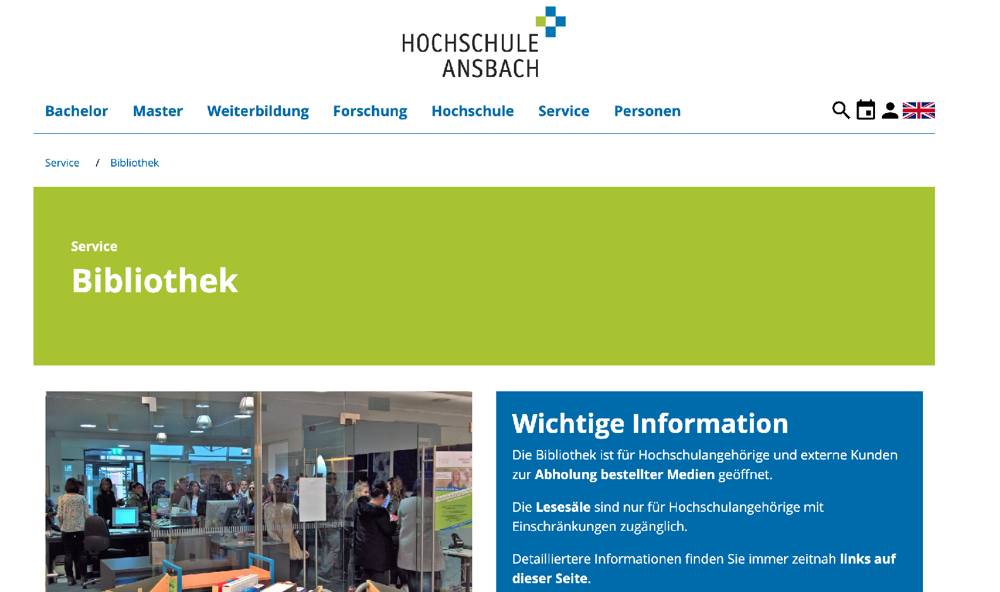 HOCHSCHULE
ANSBACH
Bachelor Master Weiterbildung Forschung Hochschule Service Personen
Service / Bibliothek
Service
Bibliothek
Wichtige Information
Die Bibliothek ist für Hochschulangehörige und externe Kunden
zur Abholung bestellter Medien geöffnet.
Die Lesesäle sind nur für Hochschulangehörige mit
Einschränkungen zugänglich.
Detailliertere Informationen finden Sie immer zeitnah links auf
dieser Seite.